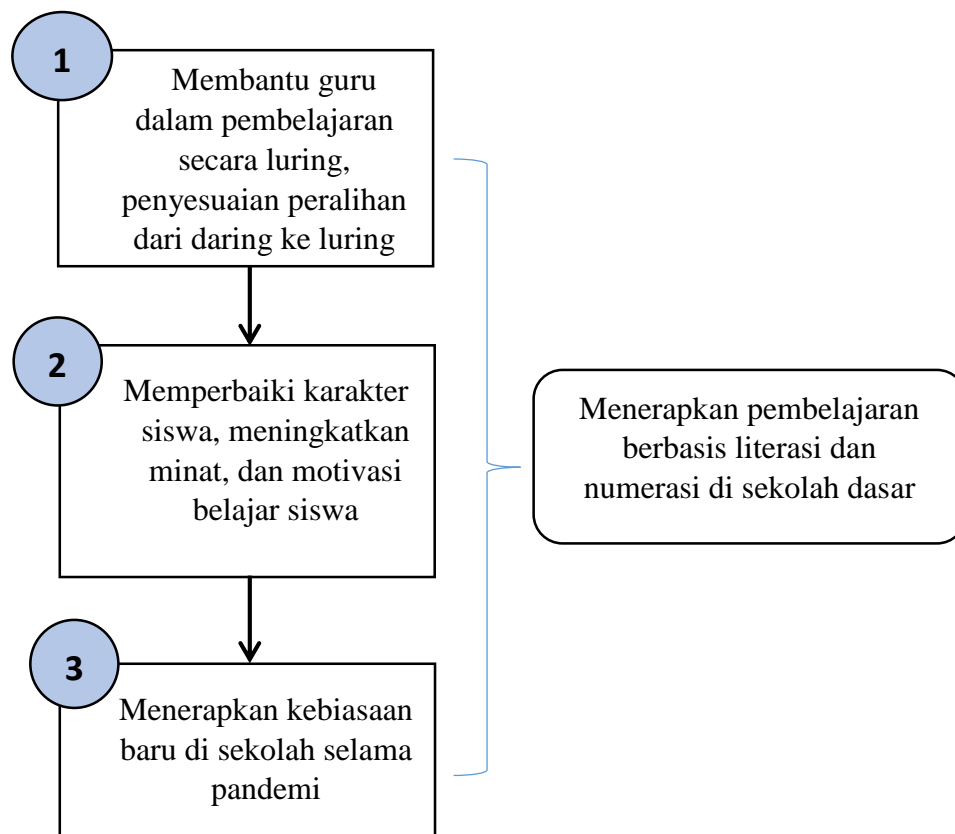 1
Membantu guru
dalam pembelajaran
secara luring,
penyesuaian peralihan
dari daring ke luring
2
Memperbaiki karakter
siswa, meningkatkan
minat, dan motivasi
belajar siswa
3
Menerapkan kebiasaan
baru di sekolah selama
pandemi
Menerapkan pembelajaran
berbasis literasi dan
numerasi di sekolah dasar